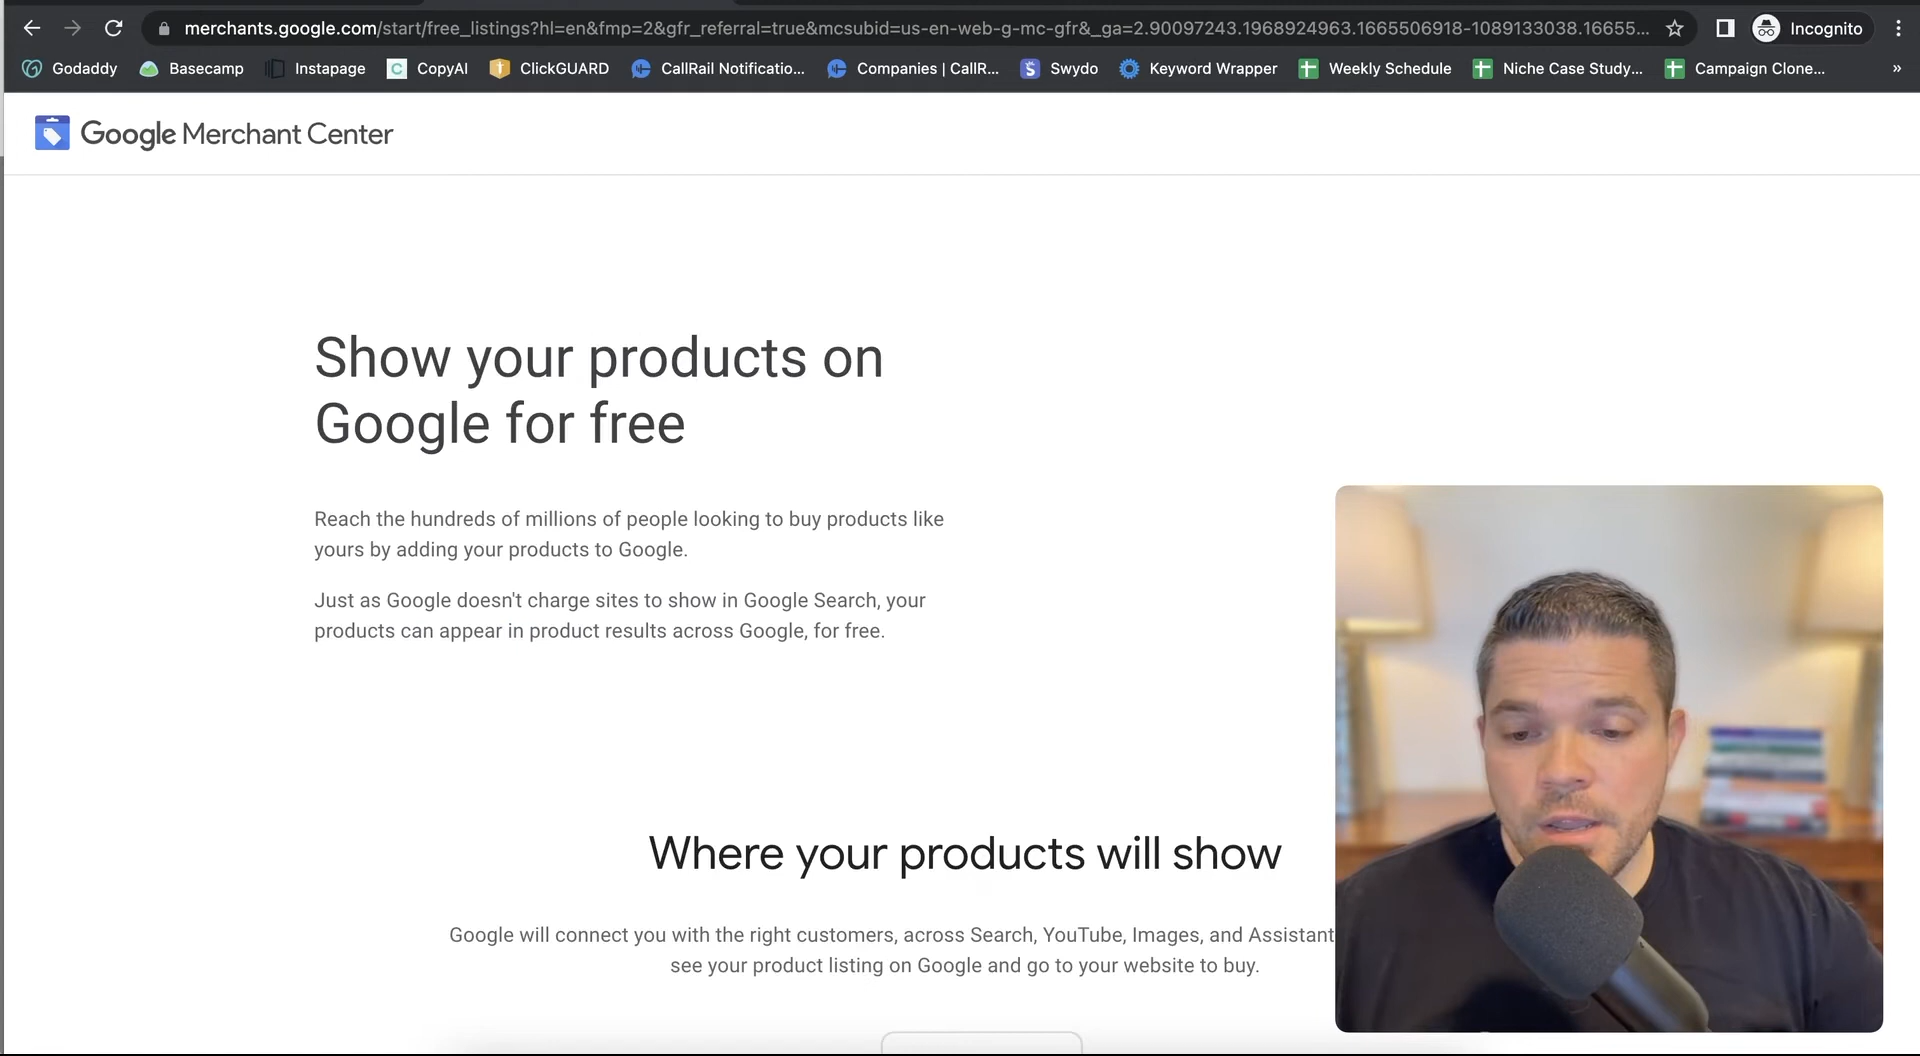 merchants.google.com/start/free_listings?hl=en&fmp=2&gfr_referral=true&mcsubid=us-en-web-g-mc-gfr&_ga=2.90097243.1968924963.1665506918-1089133038.16655... Incognito
Godaddy Basecamp Instapage CopyAI ClickGUARD CallRail Notificatio... Companies | CallR... Swydo Keyword Wrapper Weekly Schedule Niche Case Study... Campaign Clone... »
Google Merchant Center
Show your products on
Google for free
Reach the hundreds of millions of people looking to buy products like
yours by adding your products to Google.
Just as Google doesn't charge sites to show in Google Search, your
products can appear in product results across Google, for free.
Where your products will show
Google will connect you with the right customers, across Search, YouTube, Images, and Assistant
see your product listing on Google and go to your website to buy.